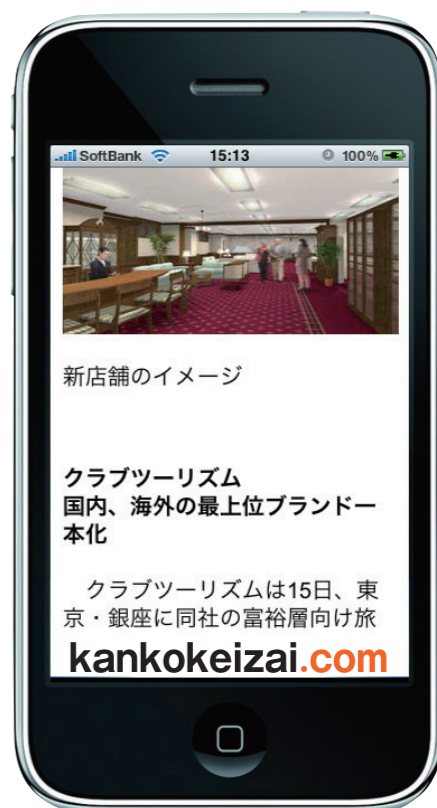 SoftBank 15:13 100%
新店舗のイメージ
クラブツーリズム
国内、海外の最上位ブランド一
本化
クラブツーリズムは15日、東
京・銀座に同社の富裕層向け旅
kankokeizai.com